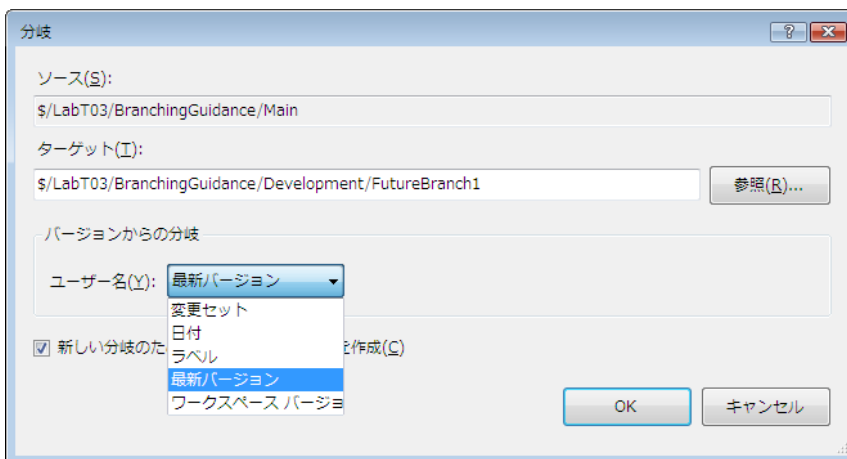 分岐
ソース(S):
$/LabT03/BranchingGuidance/Main
ターゲット(T):
$/LabT03/BranchingGuidance/Development/FutureBranch1
参照(R)...
バージョンからの分岐
ユーザー名(Y):
最新バージョン
変更セット
日付
ラベル
最新バージョン
ワークスペース バージョ
新しい分岐のた
を作成(C)
OK
キャンセル